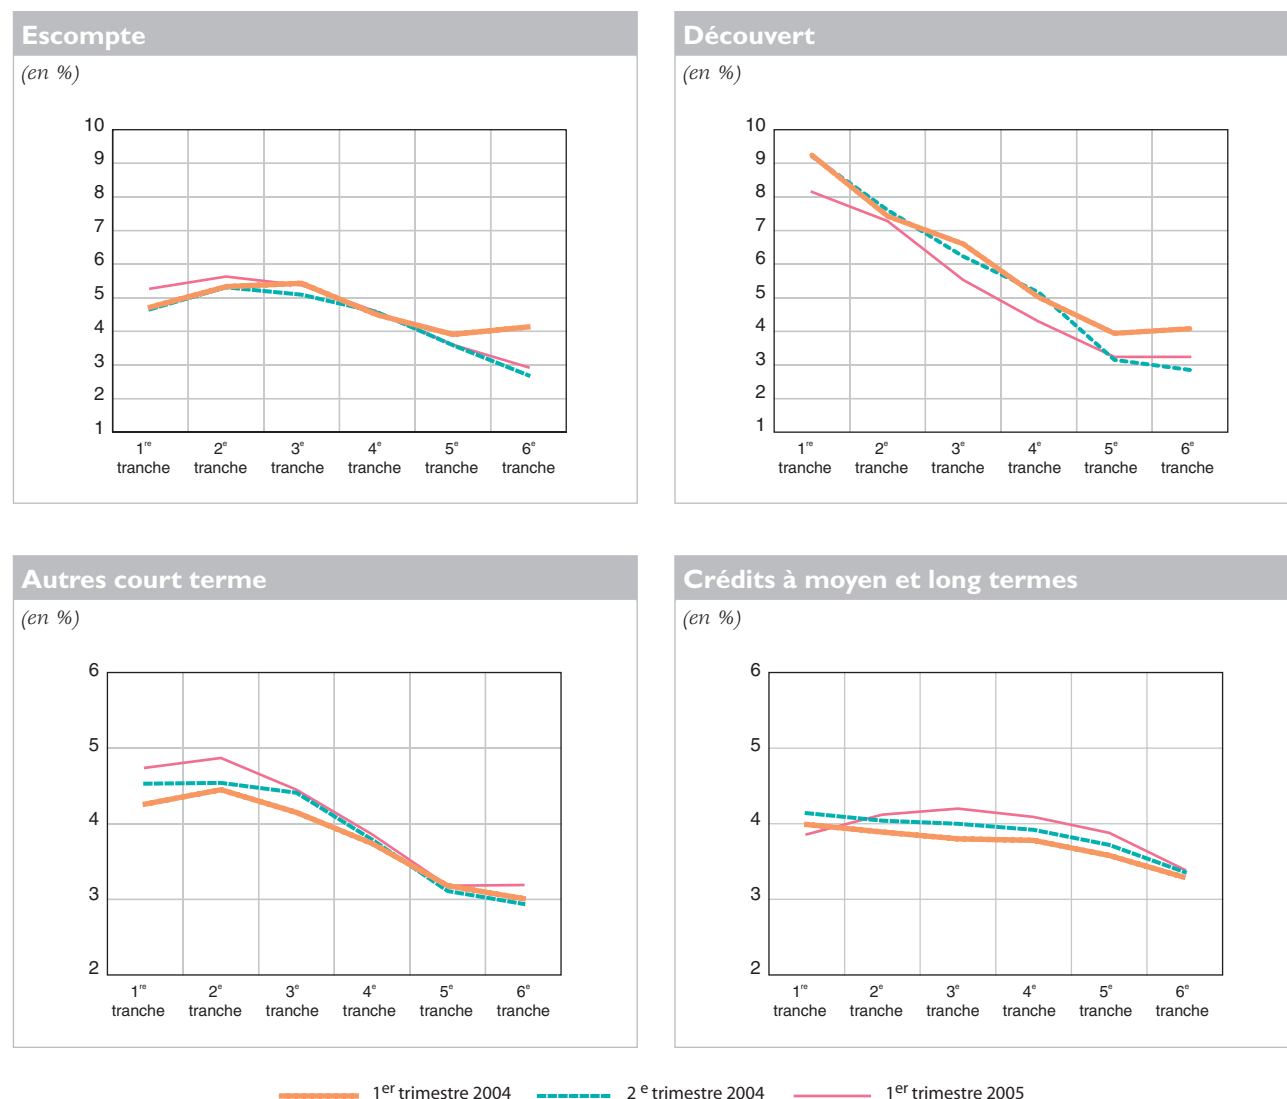 Escompte
(en %)
10
9
8
7
6
5
4
3
2
1
1re tranche
2e tranche
3e tranche
4e tranche
5e tranche
6e tranche
Découvert
(en %)
10
9
8
7
6
5
4
3
2
1
1re tranche
2e tranche
3e tranche
4e tranche
5e tranche
6e tranche
Autres court terme
(en %)
6
5
4
3
2
1re tranche
2e tranche
3e tranche
4e tranche
5e tranche
6e tranche
Crédits à moyen et long termes
(en %)
6
5
4
3
2
1re tranche
2e tranche
3e tranche
4e tranche
5e tranche
6e tranche
1er trimestre 2004 2 e trimestre 2004 1er trimestre 2005